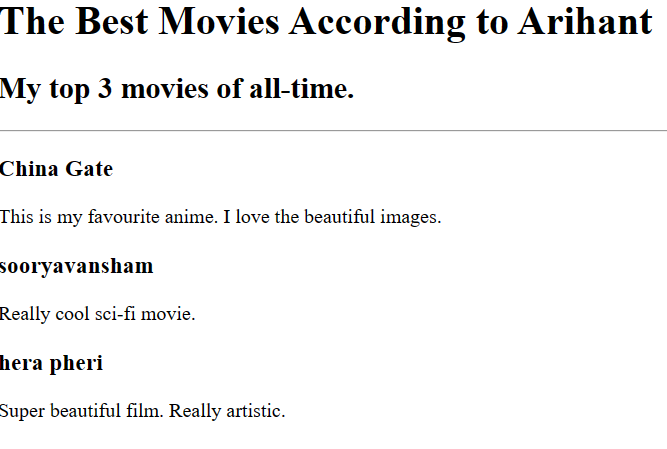 The Best Movies According to Arihant
My top 3 movies of all-time.
China Gate
This is my favourite anime. I love the beautiful images.
sooryavansham
Really cool sci-fi movie.
hera pheri
Super beautiful film. Really artistic.